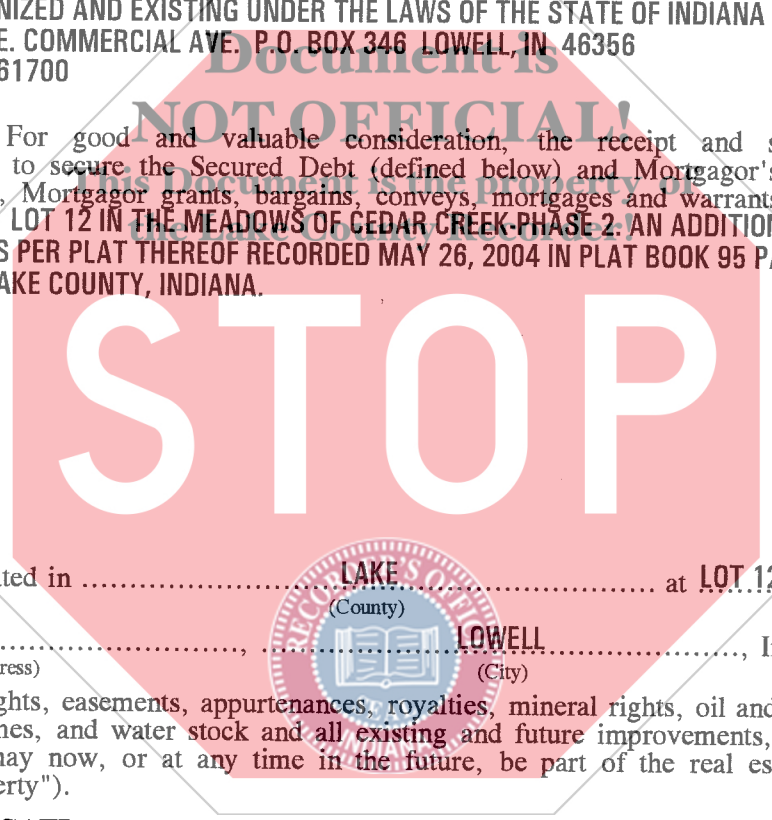 NIZED AND EXISTING UNDER THE LAWS OF THE STATE OF INDIANA
E. COMMERCIAL AVE. P.O. BOX 346 LOWELL, IN 46356
61700
Document is
NOT OFFICIAL!
This Document is the property of
the Lake County Recorder!
For good and valuable consideration, the receipt and s
to secure the Secured Debt (defined below) and Mortgagor's
, Mortgagor grants, bargains, conveys, mortgages and warrants
LOT 12 IN THE MEADOWS OF CEDAR CREEK-PHASE 2, AN ADDITION
S PER PLAT THEREOF RECORDED MAY 26, 2004 IN PLAT BOOK 95 PA
AKE COUNTY, INDIANA.
STOP
ted in .................................. LAKE .................................. at LOT 12
(County)
........................, ........................ LOWELL ........................, I
ress) (City)
RECORDER'S OFFICE
ghts, easements, appurtenances, royalties, mineral rights, oil and
nes, and water stock and all existing and future improvements,
INDIANA
may now, or at any time in the future, be part of the real es
erty").